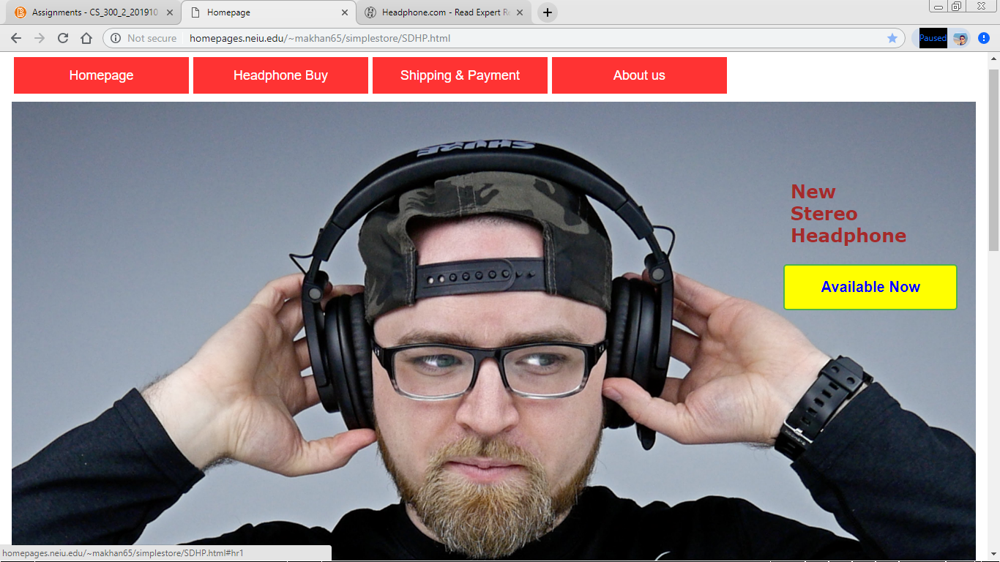 Assignments - CS_300_2_201910
Homepage
Headphone.com - Read Expert R
Not secure
homepages.neiu.edu/~makhan65/simplestore/SDHP.html
Paused
Homepage
Headphone Buy
Shipping & Payment
About us
SHURE
New
Stereo
Headphone
Available Now
homepages.neiu.edu/~makhan65/simplestore/SDHP.html#hr1